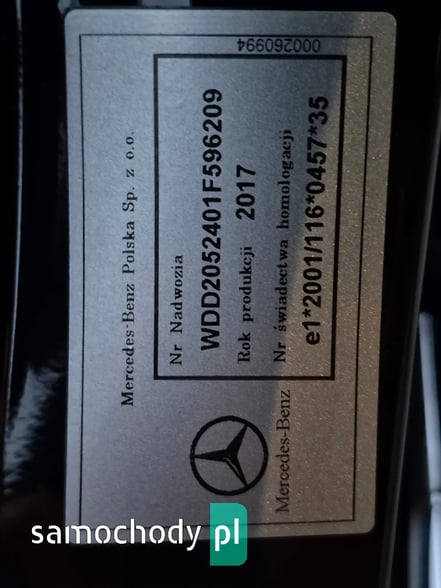 Mercedes-Benz Polska Sp. z o.o.
Nr Nadwozia
WDD2052401F596209
Rok produkcji 2017
Nr świadectwa homologacji
e1*2001/116*0457*35
Mercedes-Benz
000260994
samochody pl